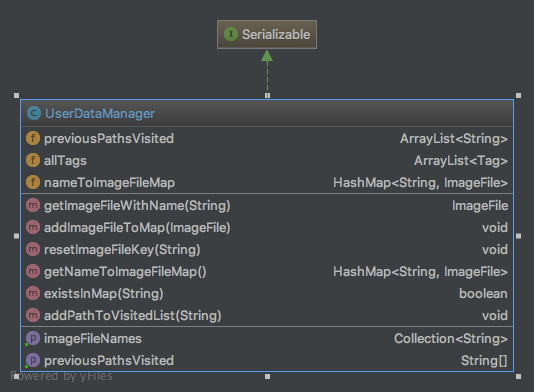 I Serializable
C UserDataManager
f previousPathsVisited ArrayList<String>
f allTags ArrayList<Tag>
f nameToImageFileMap HashMap<String, ImageFile>
m getImageFileWithName(String) ImageFile
m addImageFileToMap(ImageFile) void
m resetImageFileKey(String) void
m getNameToImageFileMap() HashMap<String, ImageFile>
m existsInMap(String) boolean
m addPathToVisitedList(String) void
p imageFileNames Collection<String>
p previousPathsVisited String[]
Powered by yFiles